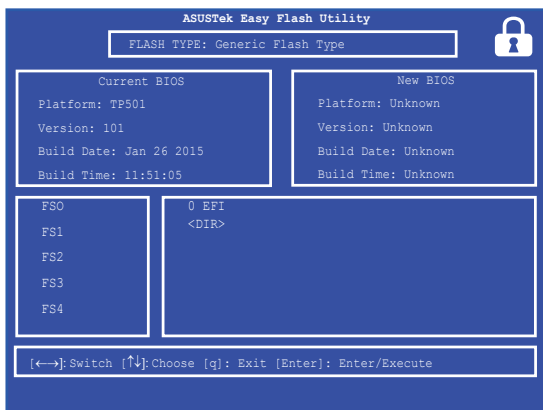 ASUSTek Easy Flash Utility
FLASH TYPE: Generic Flash Type
Current BIOS
Platform: TP501
Version: 101
Build Date: Jan 26 2015
Build Time: 11:51:05
New BIOS
Platform: Unknown
Version: Unknown
Build Date: Unknown
Build Time: Unknown
FSO
FS1
FS2
FS3
FS4
0 EFI
<DIR>
[←→]: Switch [↑↓]: Choose [q]: Exit [Enter]: Enter/Execute